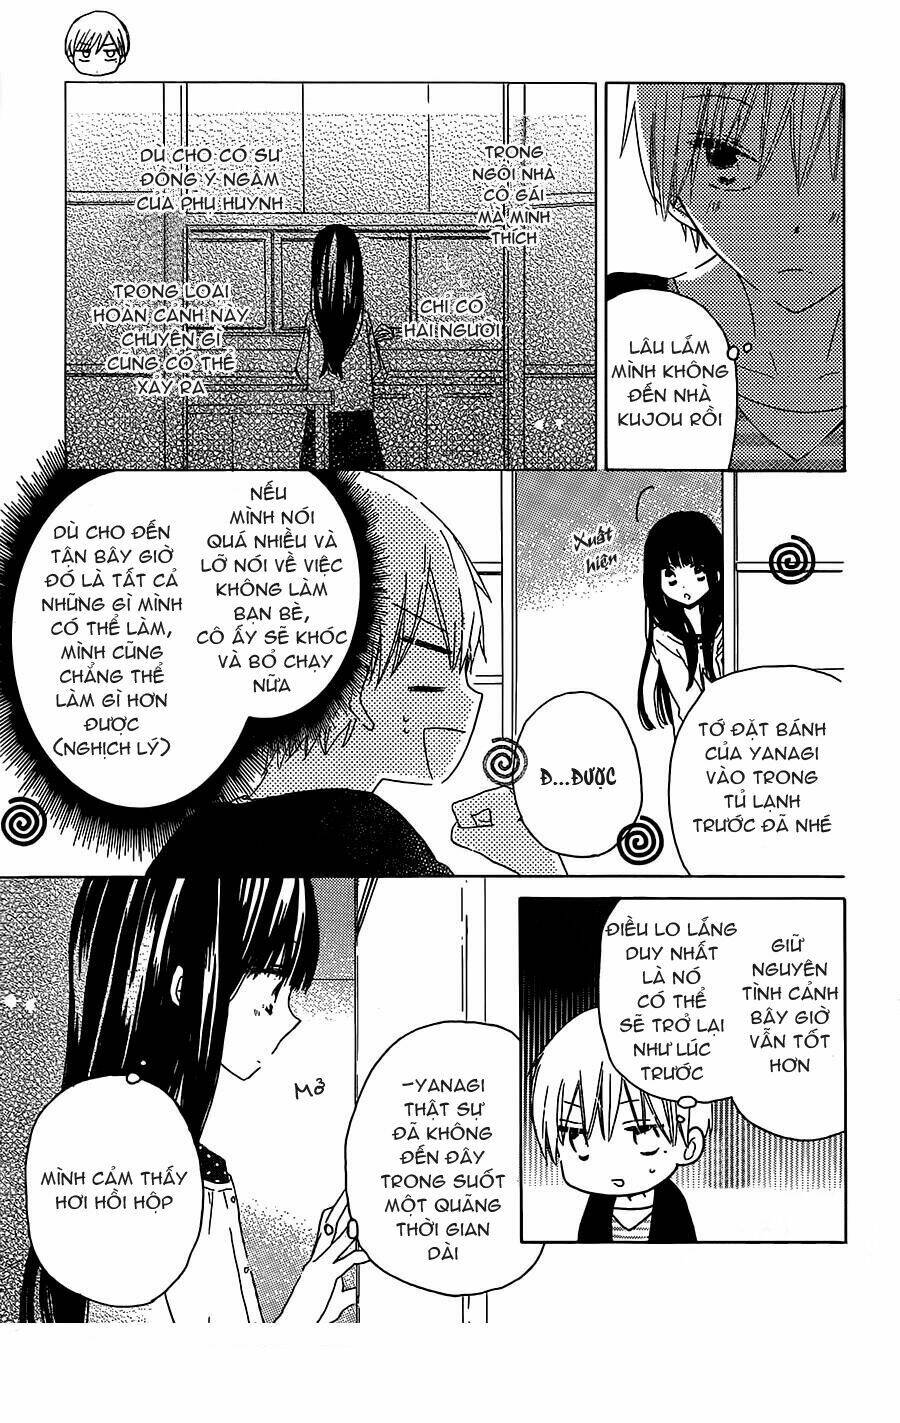 LÂU LẮM
MÌNH KHÔNG
ĐẾN NHÀ
KUJOU RỒI
TRONG
NGÔI NHÀ
CÔ GÁI
MÀ MÌNH
THÍCH
CHỈ CÓ
HAI NGƯỜI
DÙ CHO CÓ SỰ
ĐỒNG Ý NGẦM
CỦA PHỤ HUYNH
TRONG LOẠI
HOÀN CẢNH NÀY
CHUYỆN GÌ
CŨNG CÓ THỂ
XẢY RA
Xuất
hiện
TỚ ĐẶT BÁNH
CỦA YANAGI
VÀO TRONG
TỦ LẠNH
TRƯỚC ĐÃ NHÉ
Đ...ĐƯỢC
NẾU
MÌNH NÓI
QUÁ NHIỀU VÀ
LỠ NÓI VỀ VIỆC
KHÔNG LÀM
BẠN BÈ,
CÔ ẤY SẼ KHÓC
VÀ BỎ CHẠY
NỮA
DÙ CHO ĐẾN
TẬN BÂY GIỜ
ĐÓ LÀ TẤT CẢ
NHỮNG GÌ MÌNH
CÓ THỂ LÀM,
MÌNH CŨNG
CHẲNG THỂ
LÀM GÌ HƠN
ĐƯỢC
(NGHỊCH LÝ)
GIỮ
NGUYÊN
TÌNH CẢNH
BÂY GIỜ
VẪN TỐT
HƠN
ĐIỀU LO LẮNG
DUY NHẤT
LÀ NÓ
CÓ THỂ
SẼ TRỞ LẠI
NHƯ LÚC
TRƯỚC
Mở
-YANAGI
THẬT SỰ
ĐÃ KHÔNG
ĐẾN ĐÂY
TRONG SUỐT
MỘT QUÃNG
THỜI GIAN
DÀI
MÌNH CẢM THẤY
HƠI HỒI HỘP